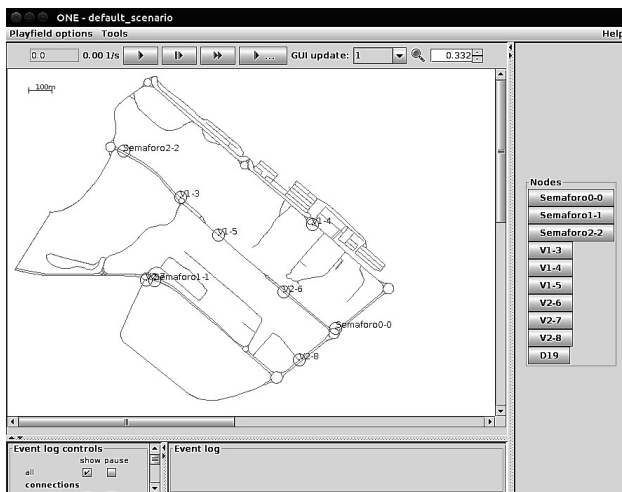 ONE - default_scenario
Playfield options Tools Help
0:0 0.00 1/s ... GUI update: 1 0.332
100m
Semaforo2-2
V1-3
V1-4
V1-5
Semaforo1-1
V2-6
Semaforo0-0
V2-8
Nodes
Semaforo0-0
Semaforo1-1
Semaforo2-2
V1-3
V1-4
V1-5
V2-6
V2-7
V2-8
D19
Event log controls
show pause
all
connections
Event log